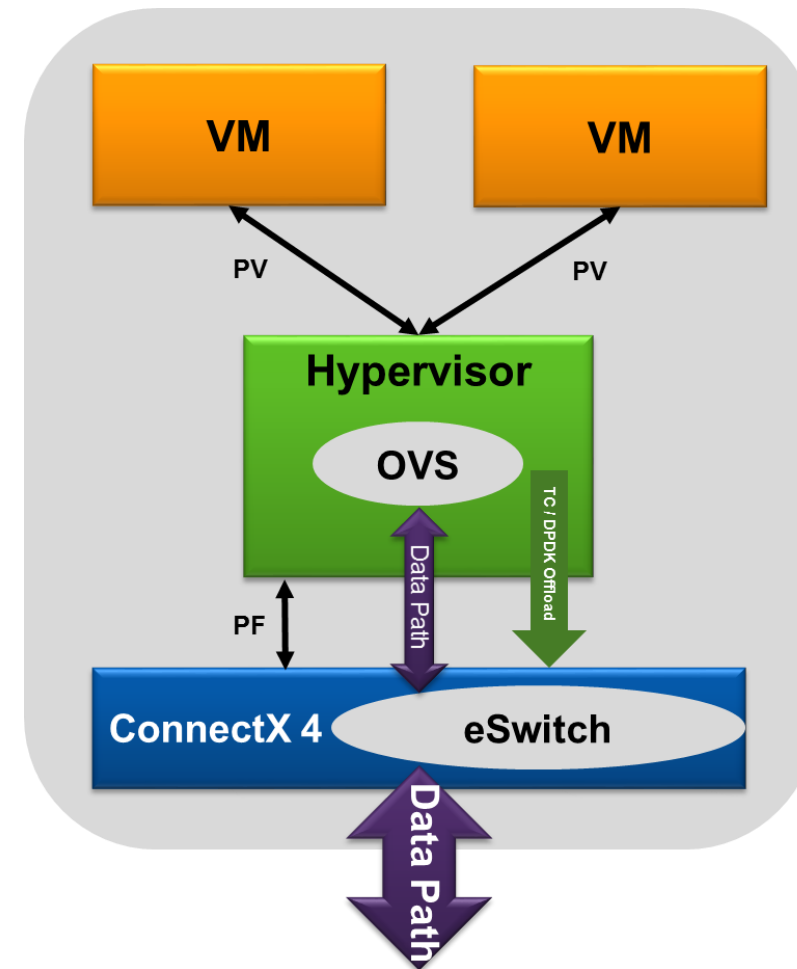 VM
VM
PV
PV
Hypervisor
OVS
TC / DPDK Offload
Data Path
PF
ConnectX 4
eSwitch
Data Path